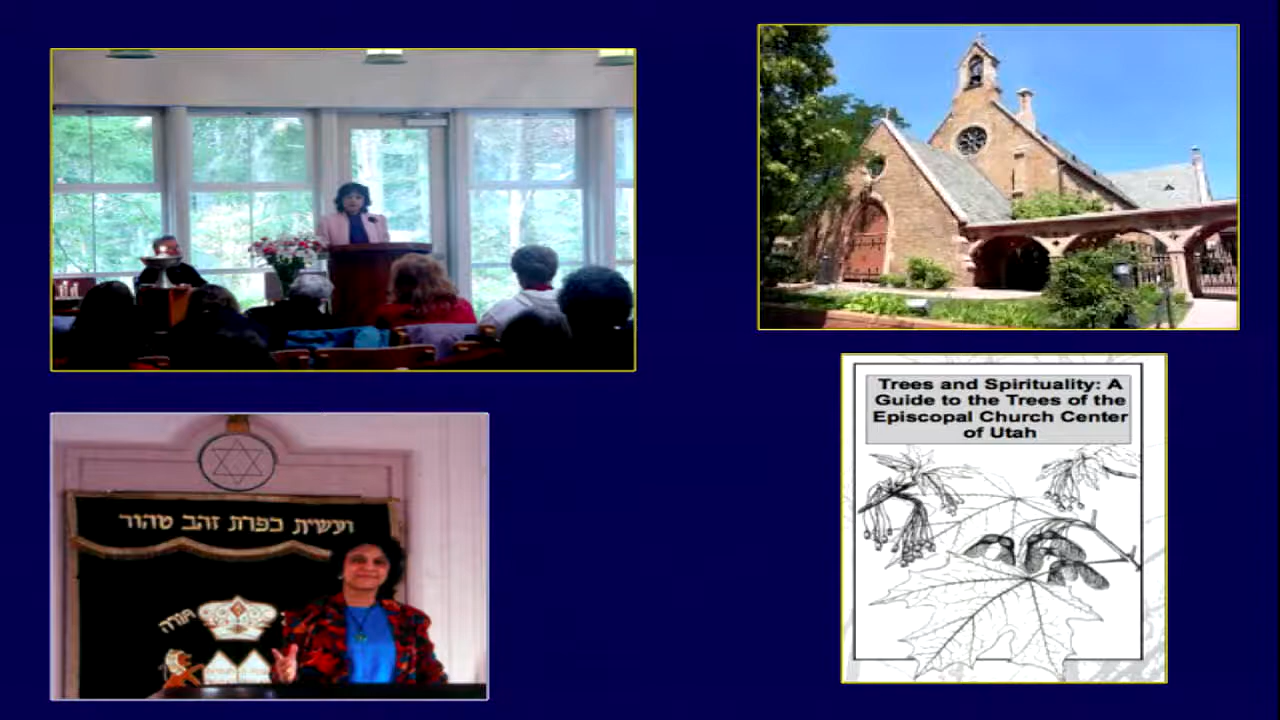 Trees and Spirituality: A
Guide to the Trees of the
Episcopal Church Center
of Utah
ועשית כפרת זהב טהור
תורה